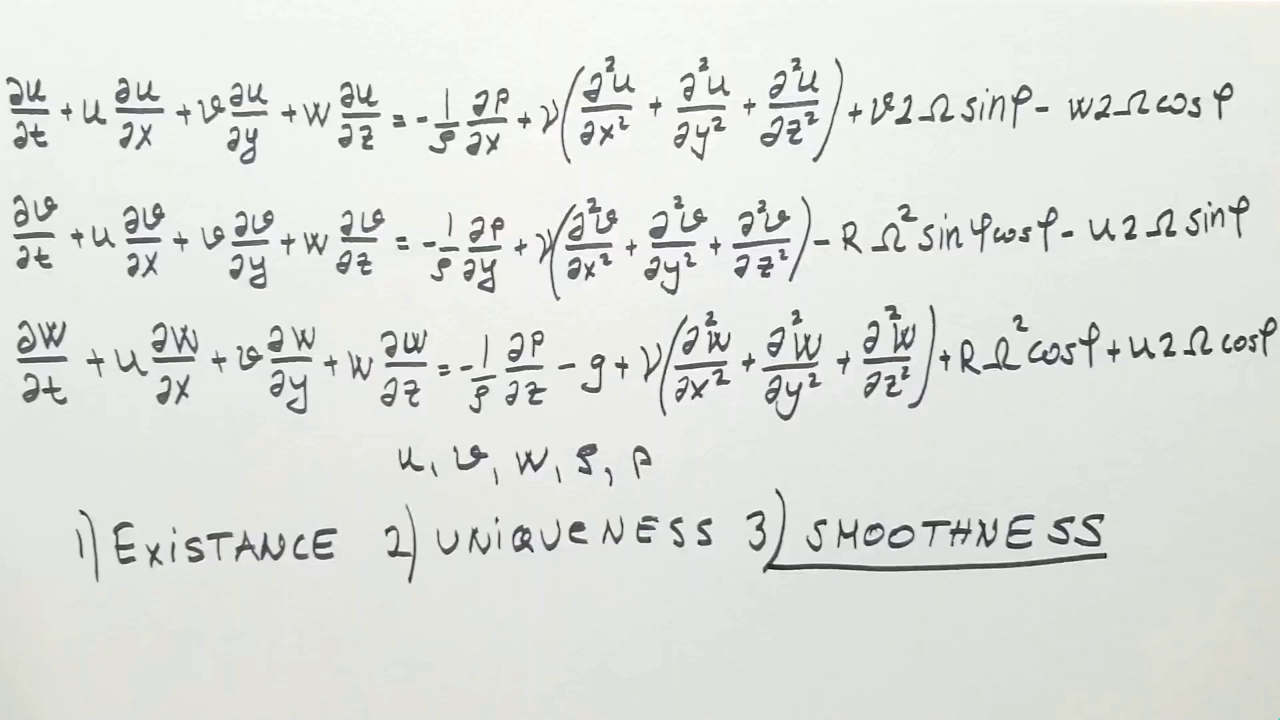 ∂u/∂t + u ∂u/∂x + v ∂u/∂y + w ∂u/∂z = - 1/ρ ∂p/∂x + ν(∂²u/∂x² + ∂²u/∂y² + ∂²u/∂z²) + v2Ω sinφ - w2Ω cosφ
∂v/∂t + u ∂v/∂x + v ∂v/∂y + w ∂v/∂z = - 1/ρ ∂p/∂y + ν(∂²v/∂x² + ∂²v/∂y² + ∂²v/∂z²) - RΩ² sinφ cosφ - u2Ω sinφ
∂w/∂t + u ∂w/∂x + v ∂w/∂y + w ∂w/∂z = - 1/ρ ∂p/∂z - g + ν(∂²w/∂x² + ∂²w/∂y² + ∂²w/∂z²) + RΩ² cosφ + u2Ω cosφ
u, v, w, ρ, p
1) EXiSTANCE 2) UNiQUENESS 3) SMOOTHNESS